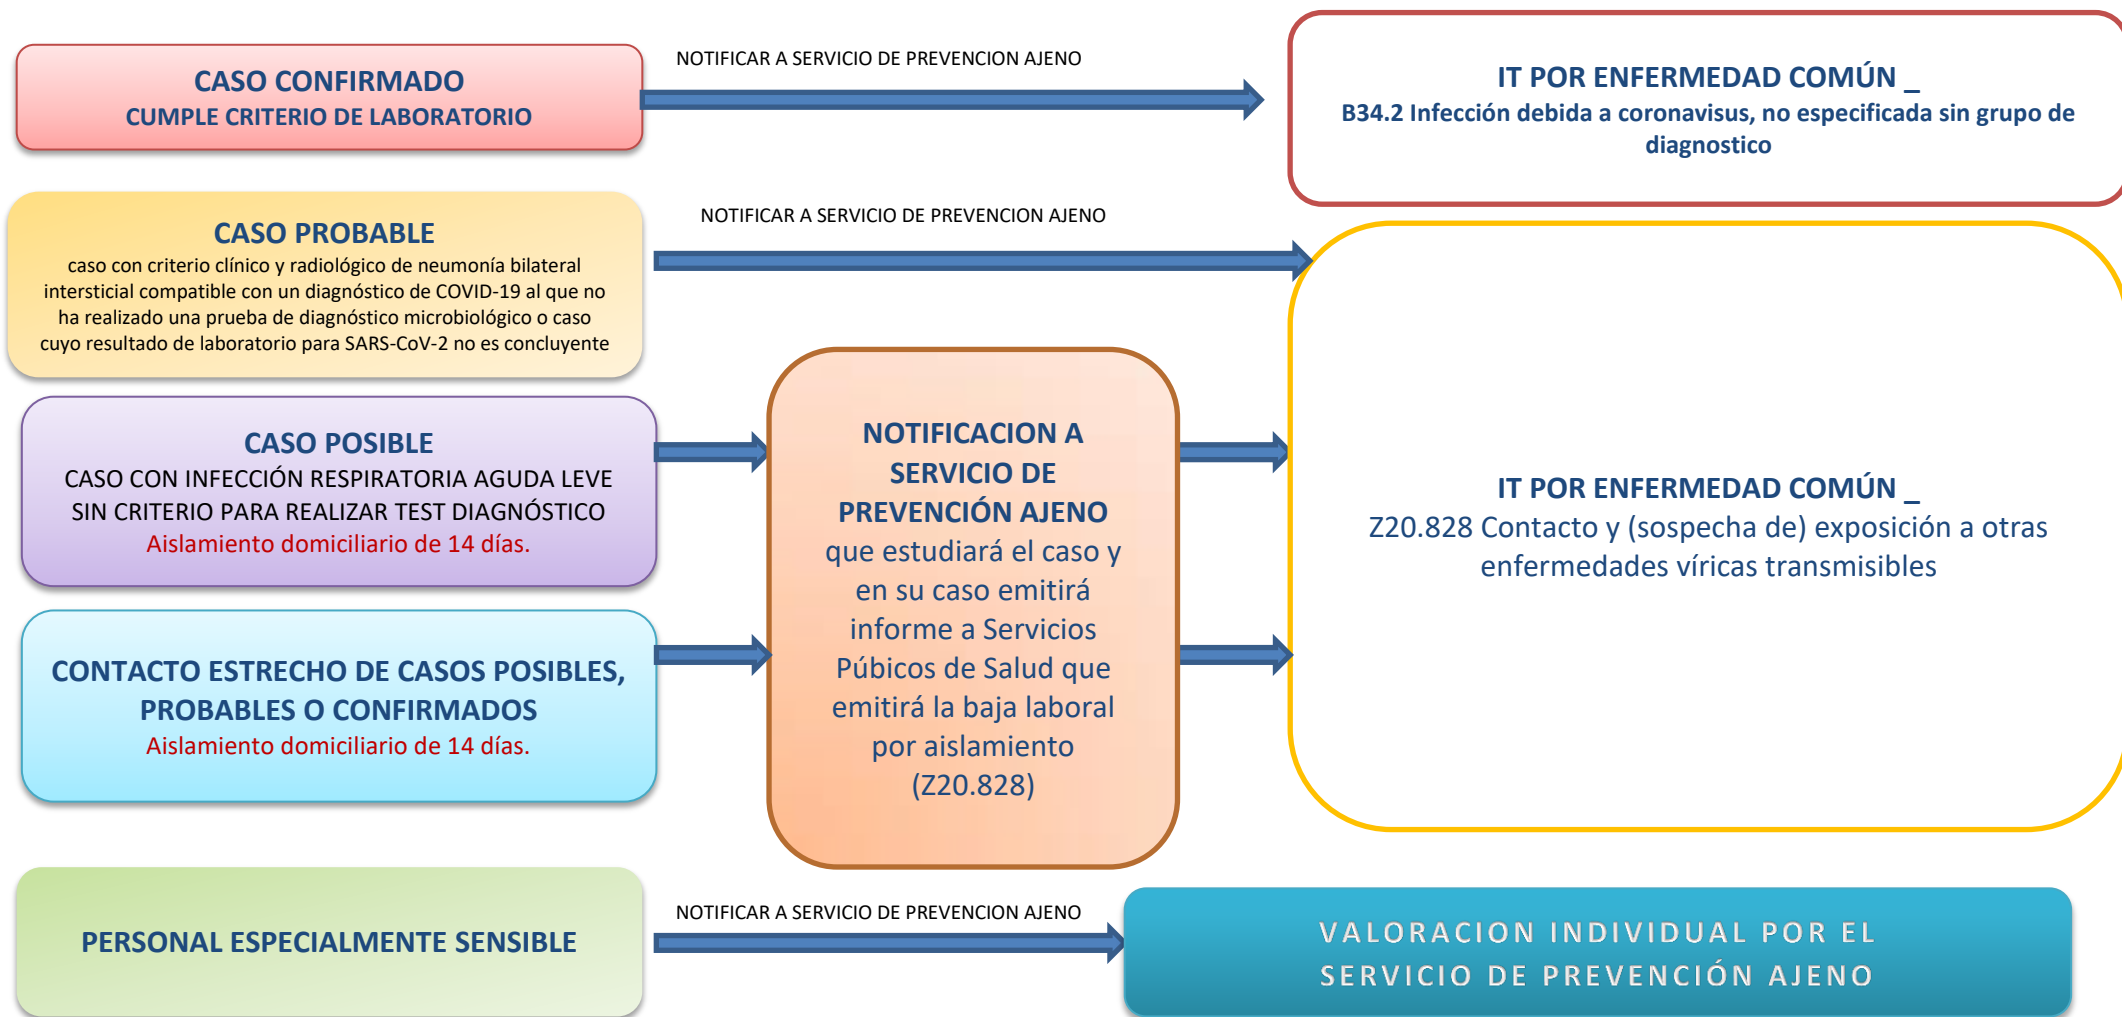 CASO CONFIRMADO
CUMPLE CRITERIO DE LABORATORIO
NOTIFICAR A SERVICIO DE PREVENCION AJENO
IT POR ENFERMEDAD COMÚN _
B34.2 Infección debida a coronavisus, no especificada sin grupo de
diagnostico
CASO PROBABLE
caso con criterio clínico y radiológico de neumonía bilateral
intersticial compatible con un diagnóstico de COVID-19 al que no
ha realizado una prueba de diagnóstico microbiológico o caso
cuyo resultado de laboratorio para SARS-CoV-2 no es concluyente
NOTIFICAR A SERVICIO DE PREVENCION AJENO
CASO POSIBLE
CASO CON INFECCIÓN RESPIRATORIA AGUDA LEVE
SIN CRITERIO PARA REALIZAR TEST DIAGNÓSTICO
Aislamiento domiciliario de 14 días.
CONTACTO ESTRECHO DE CASOS POSIBLES,
PROBABLES O CONFIRMADOS
Aislamiento domiciliario de 14 días.
NOTIFICACION A
SERVICIO DE
PREVENCIÓN AJENO
que estudiará el caso y
en su caso emitirá
informe a Servicios
Púbicos de Salud que
emitirá la baja laboral
por aislamiento
(Z20.828)
IT POR ENFERMEDAD COMÚN _
Z20.828 Contacto y (sospecha de) exposición a otras
enfermedades víricas transmisibles
PERSONAL ESPECIALMENTE SENSIBLE
NOTIFICAR A SERVICIO DE PREVENCION AJENO
VALORACION INDIVIDUAL POR EL
SERVICIO DE PREVENCIÓN AJENO